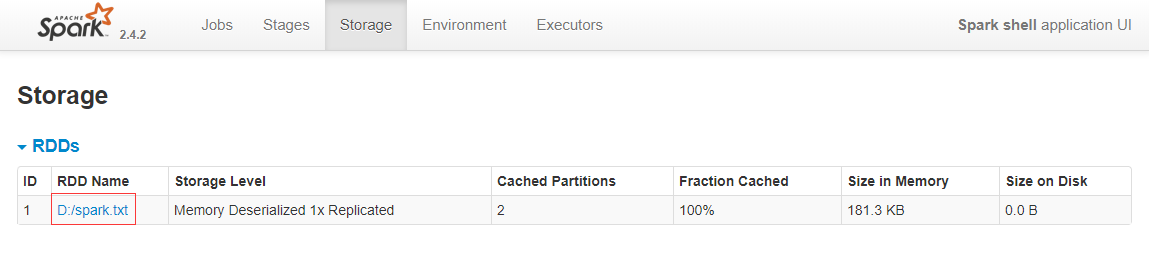 APACHE Spark 2.4.2 Jobs Stages Storage Environment Executors Spark shell application UI
Storage
RDDs
ID RDD Name Storage Level Cached Partitions Fraction Cached Size in Memory Size on Disk
1 D:/spark.txt Memory Deserialized 1x Replicated 2 100% 181.3 KB 0.0 B